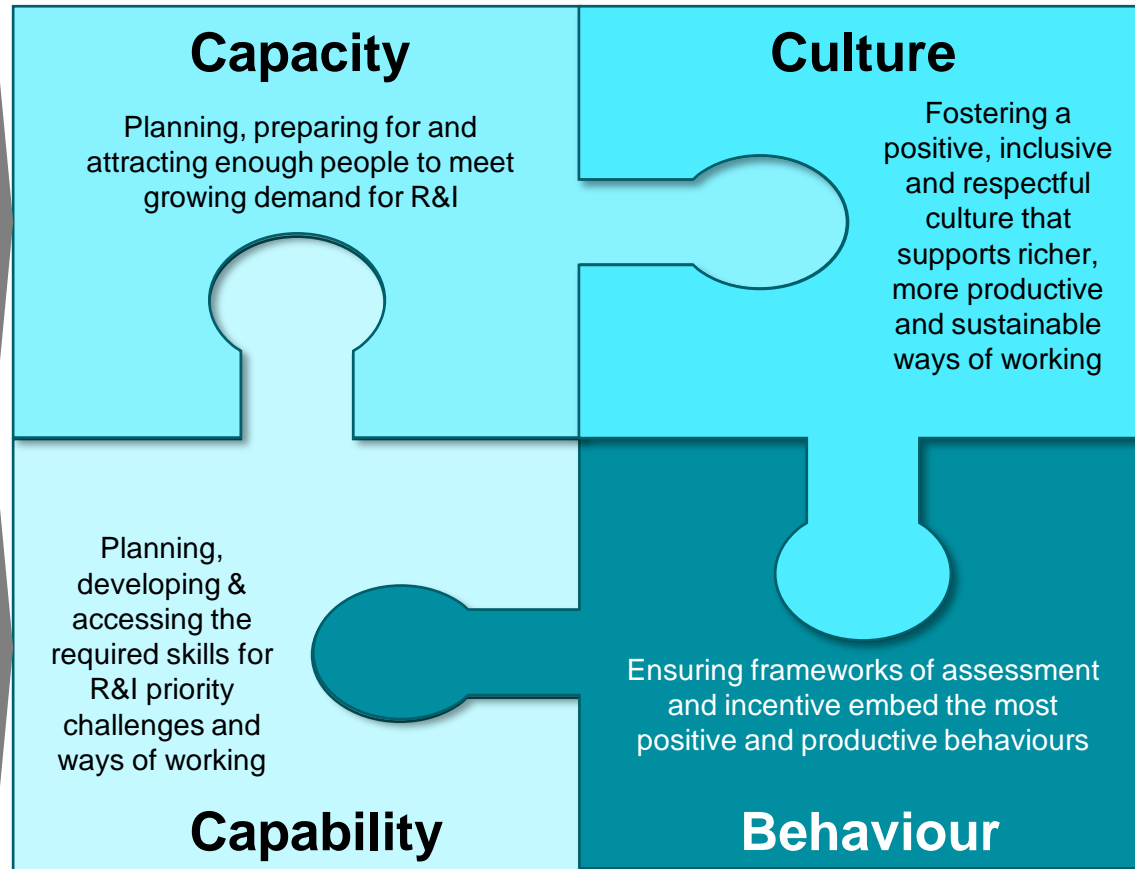 Capacity
Planning, preparing for and
attracting enough people to meet
growing demand for R&I
Culture
Fostering a
positive, inclusive
and respectful
culture that
supports richer,
more productive
and sustainable
ways of working
Planning,
developing &
accessing the
required skills for
R&I priority
challenges and
ways of working
Capability
Ensuring frameworks of assessment
and incentive embed the most
positive and productive behaviours
Behaviour